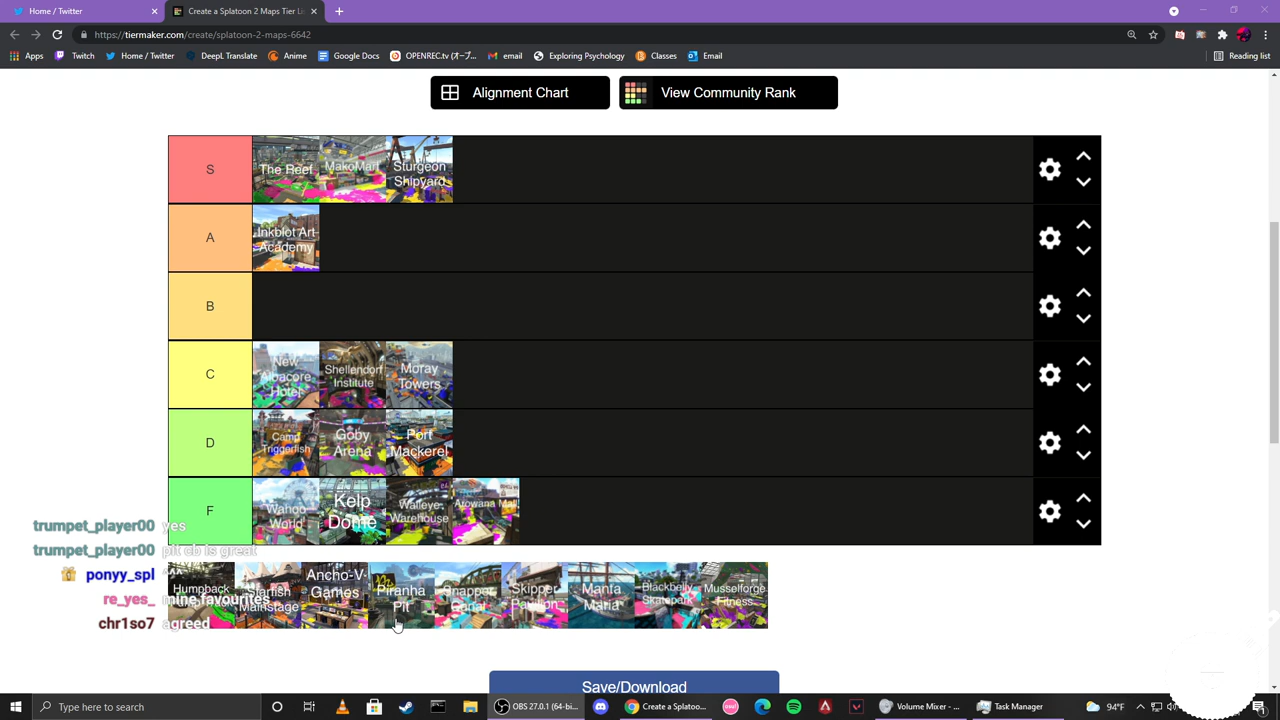 Home / Twitter
Create a Splatoon 2 Maps Tier Lis
https://tiermaker.com/create/splatoon-2-maps-6642
Apps
Twitch
Home / Twitter
DeepL Translate
Anime
Google Docs
OPENREC.tv (オープ...
email
Exploring Psychology
Classes
Email
Reading list
Alignment Chart
View Community Rank
S
The Reef
MakoMart
Sturgeon
Shipyard
A
Inkblot Art
Academy
B
C
New
Albacore
Hotel
Shellendorf
Institute
Moray
Towers
D
Camp
Triggerfish
Goby
Arena
Port
Mackerel
F
Wahoo
World
Kelp
Dome
Walleye
Warehouse
Arowana Mall
trumpet_player00 yes
trumpet_player00 pit cb is great
ponyy_spl ^^^
re_yes_ mine favourites
chr1so7 agreed
Humpback
Starfish
Mainstage
Ancho-V
Games
Piranha
Pit
Snapper
Canal
Skipper
Pavilion
Manta
Maria
Blackbelly
Skatepark
Musselforge
Fitness
Save/Download
Type here to search
OBS 27.0.1 (64-bi...
Create a Splatoo...
osu!
Volume Mixer - ...
Task Manager
94°F